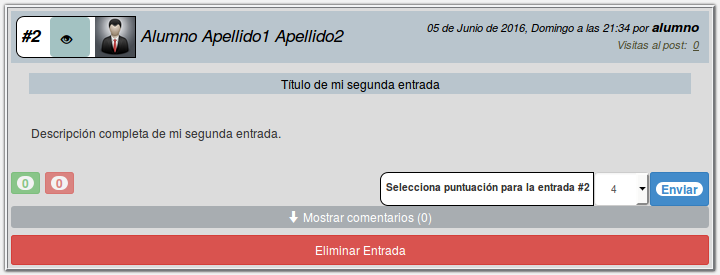 #2 Alumno Apellido1 Apellido2
05 de Junio de 2016, Domingo a las 21:34 por alumno
Visitas al post: 0
Título de mi segunda entrada
Descripción completa de mi segunda entrada.
0 0 Selecciona puntuación para la entrada #2 4 Enviar
Mostrar comentarios (0)
Eliminar Entrada